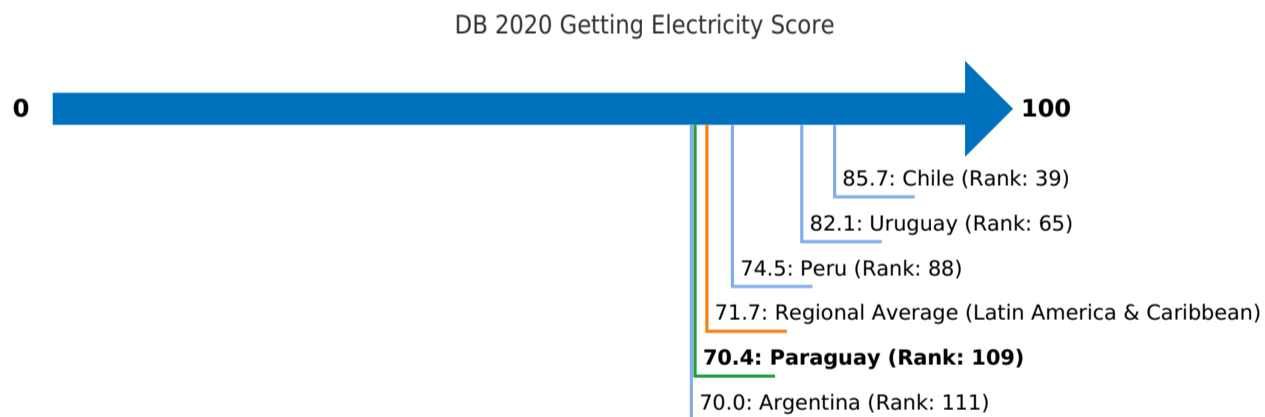 DB 2020 Getting Electricity Score
0
100
85.7: Chile (Rank: 39)
82.1: Uruguay (Rank: 65)
74.5: Peru (Rank: 88)
71.7: Regional Average (Latin America & Caribbean)
70.4: Paraguay (Rank: 109)
70.0: Argentina (Rank: 111)